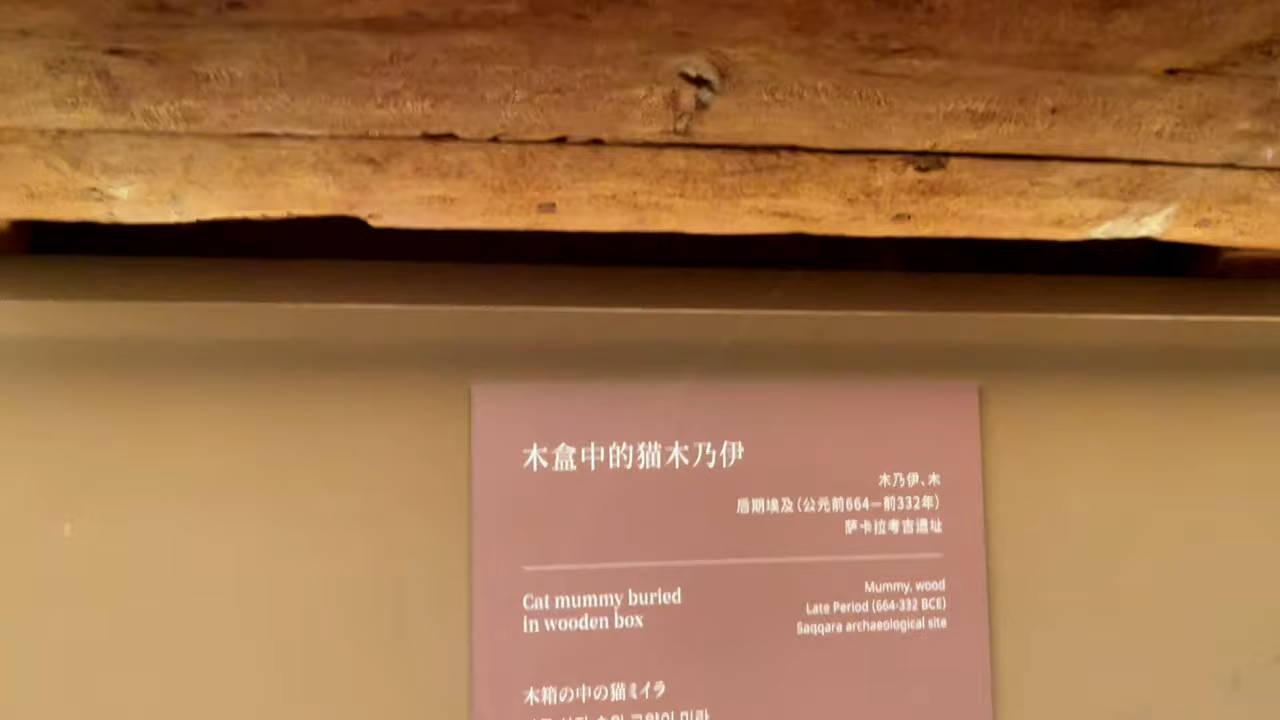 木盒中的猫木乃伊
木乃伊、木
后期埃及（公元前664－前332年）
萨卡拉考古遗址
Cat mummy buried
in wooden box
Mummy, wood
Late Period (664-332 BCE)
Saqqara archaeological site
木箱の中の猫ミイラ